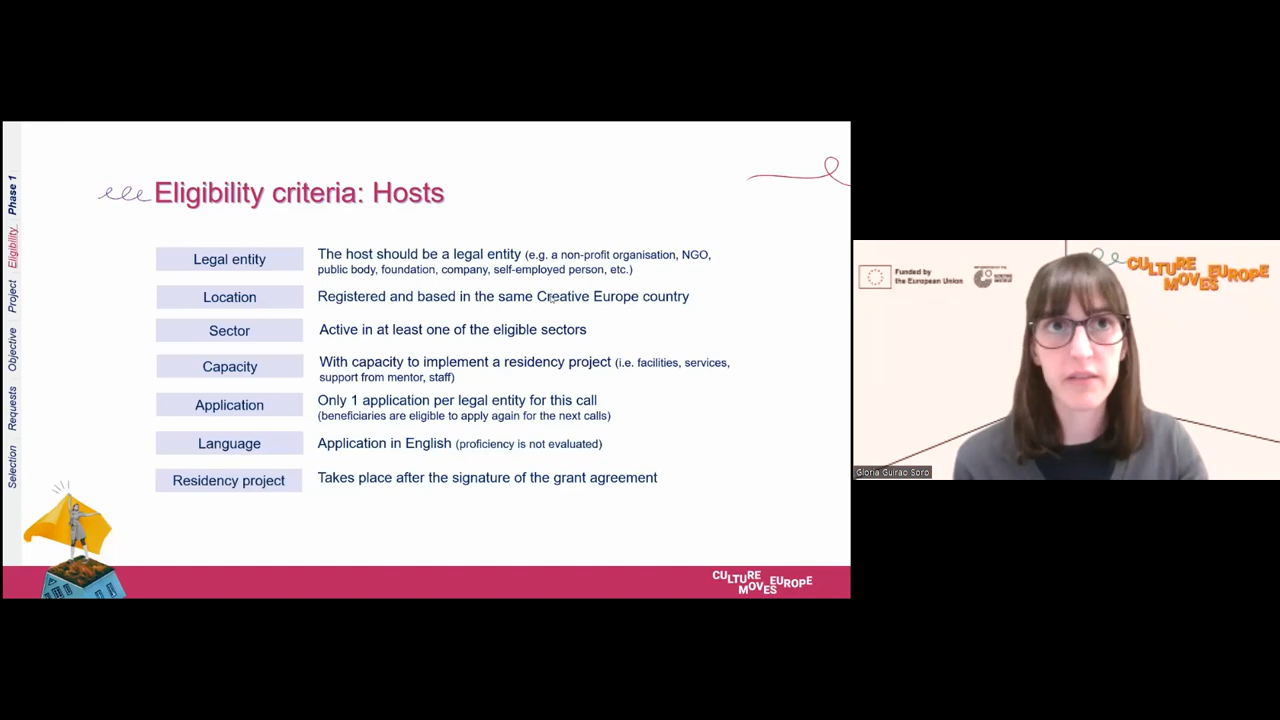 Phase 1
Eligibility
Project
Objective
Requests
Selection
Eligibility criteria: Hosts
Legal entity
The host should be a legal entity (e.g. a non-profit organisation, NGO,
public body, foundation, company, self-employed person, etc.)
Location
Registered and based in the same Creative Europe country
Sector
Active in at least one of the eligible sectors
Capacity
With capacity to implement a residency project (i.e. facilities, services,
support from mentor, staff)
Application
Only 1 application per legal entity for this call
(beneficiaries are eligible to apply again for the next calls)
Language
Application in English (proficiency is not evaluated)
Residency project
Takes place after the signature of the grant agreement
CULTURE
MOVES EUROPE
Funded by
the European Union
CULTURE
MOVES EUROPE
Gloria Guirao Soro